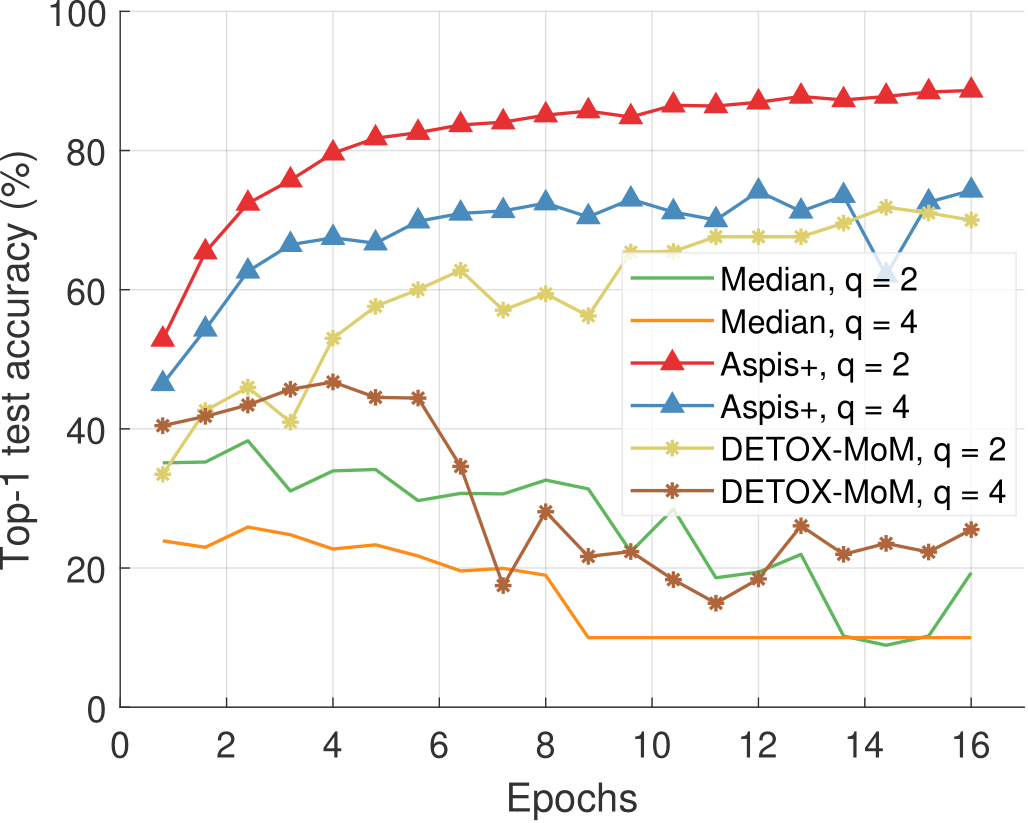 Top-1 test accuracy (%)
100
80
60
40
20
0
Median, q = 2
Median, q = 4
Aspis+, q = 2
Aspis+, q = 4
DETOX-MoM, q = 2
DETOX-MoM, q = 4
0 2 4 6 8 10 12 14 16
Epochs